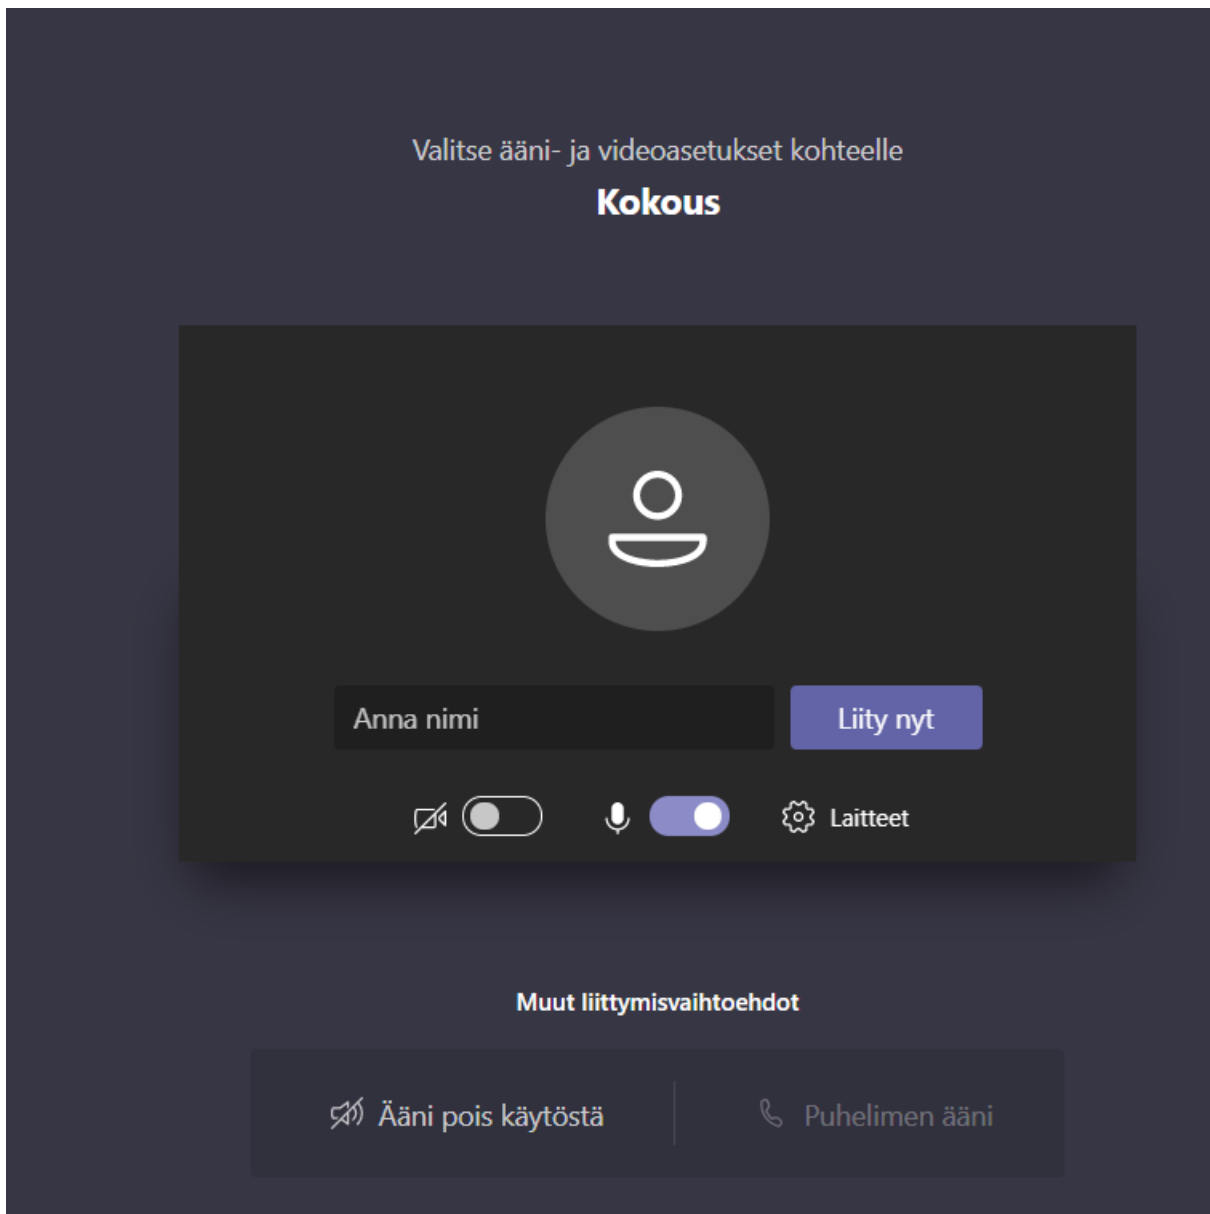 Valitse ääni- ja videoasetukset kohteelle
Kokous
Anna nimi
Liity nyt
Laitteet
Muut liittymisvaihtoehdot
Ääni pois käytöstä
Puhelimen ääni